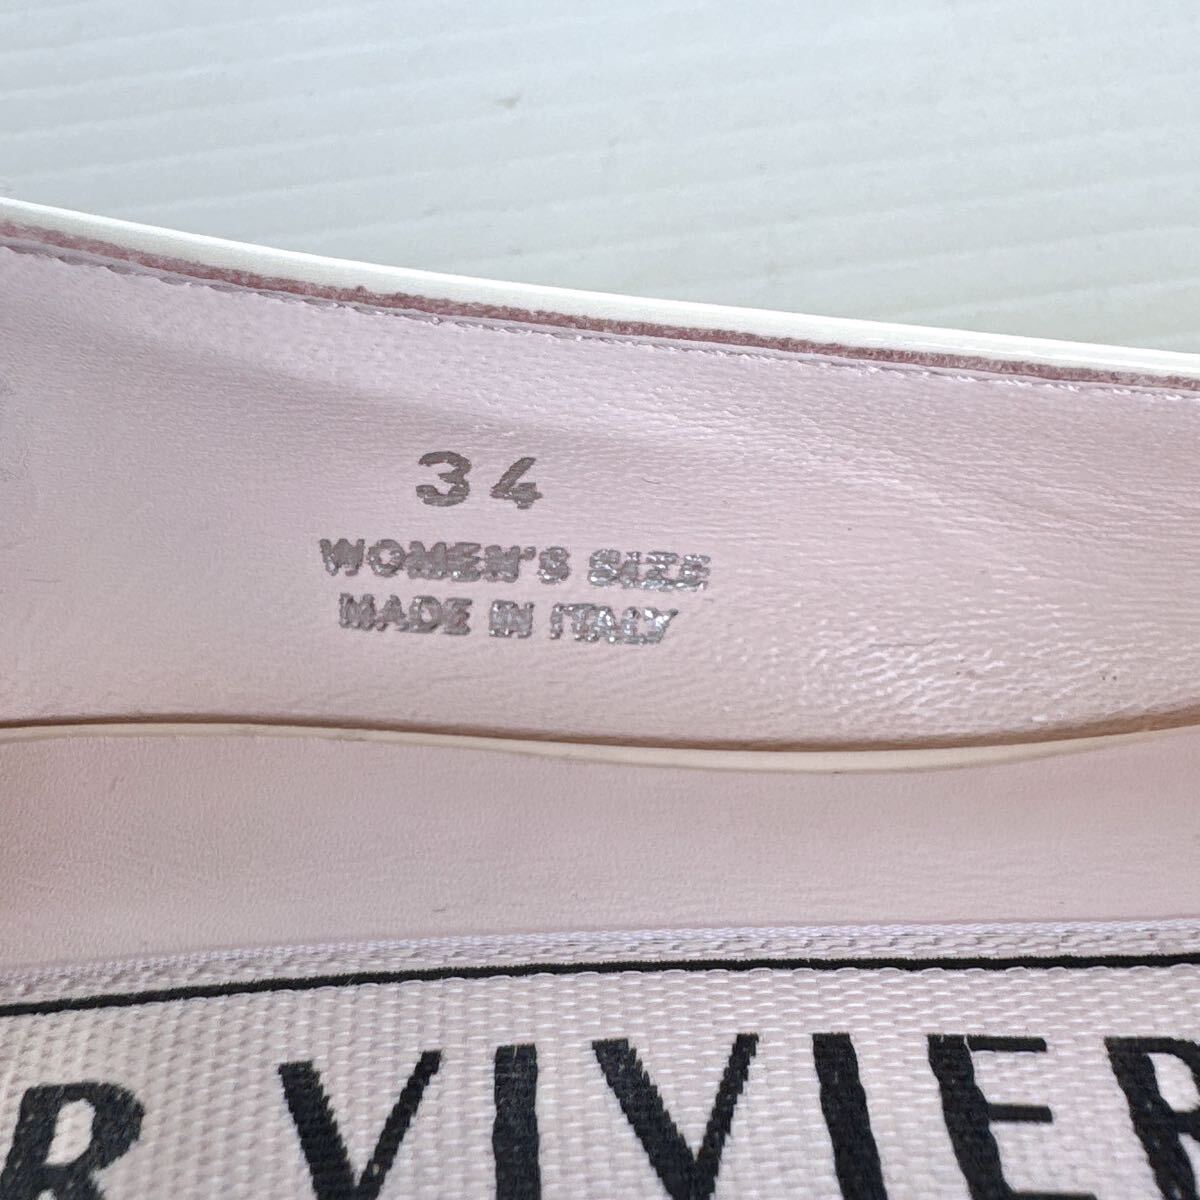 34
WOMEN'S SIZE
MADE IN ITALY
R VIVIER